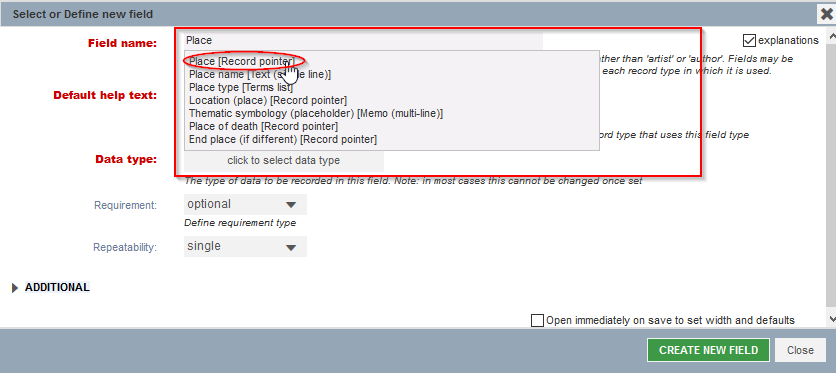 Select or Define new field
Field name:
Place
explanations
Place [Record pointer]
ther than 'artist' or 'author'. Fields may be
Place name [Text (s le line)]
each record type in which it is used.
Place type [Terms list]
Default help text:
Location (place) [Record pointer]
Thematic symbology (placeholder) [Memo (multi-line)]
Place of death [Record pointer]
cord type that uses this field type
End place (if different) [Record pointer]
Data type:
click to select data type
The type of data to be recorded in this field. Note: in most cases this cannot be changed once set
Requirement:
optional
Define requirement type
Repeatability:
single
ADDITIONAL
Open immediately on save to set width and defaults
CREATE NEW FIELD
Close